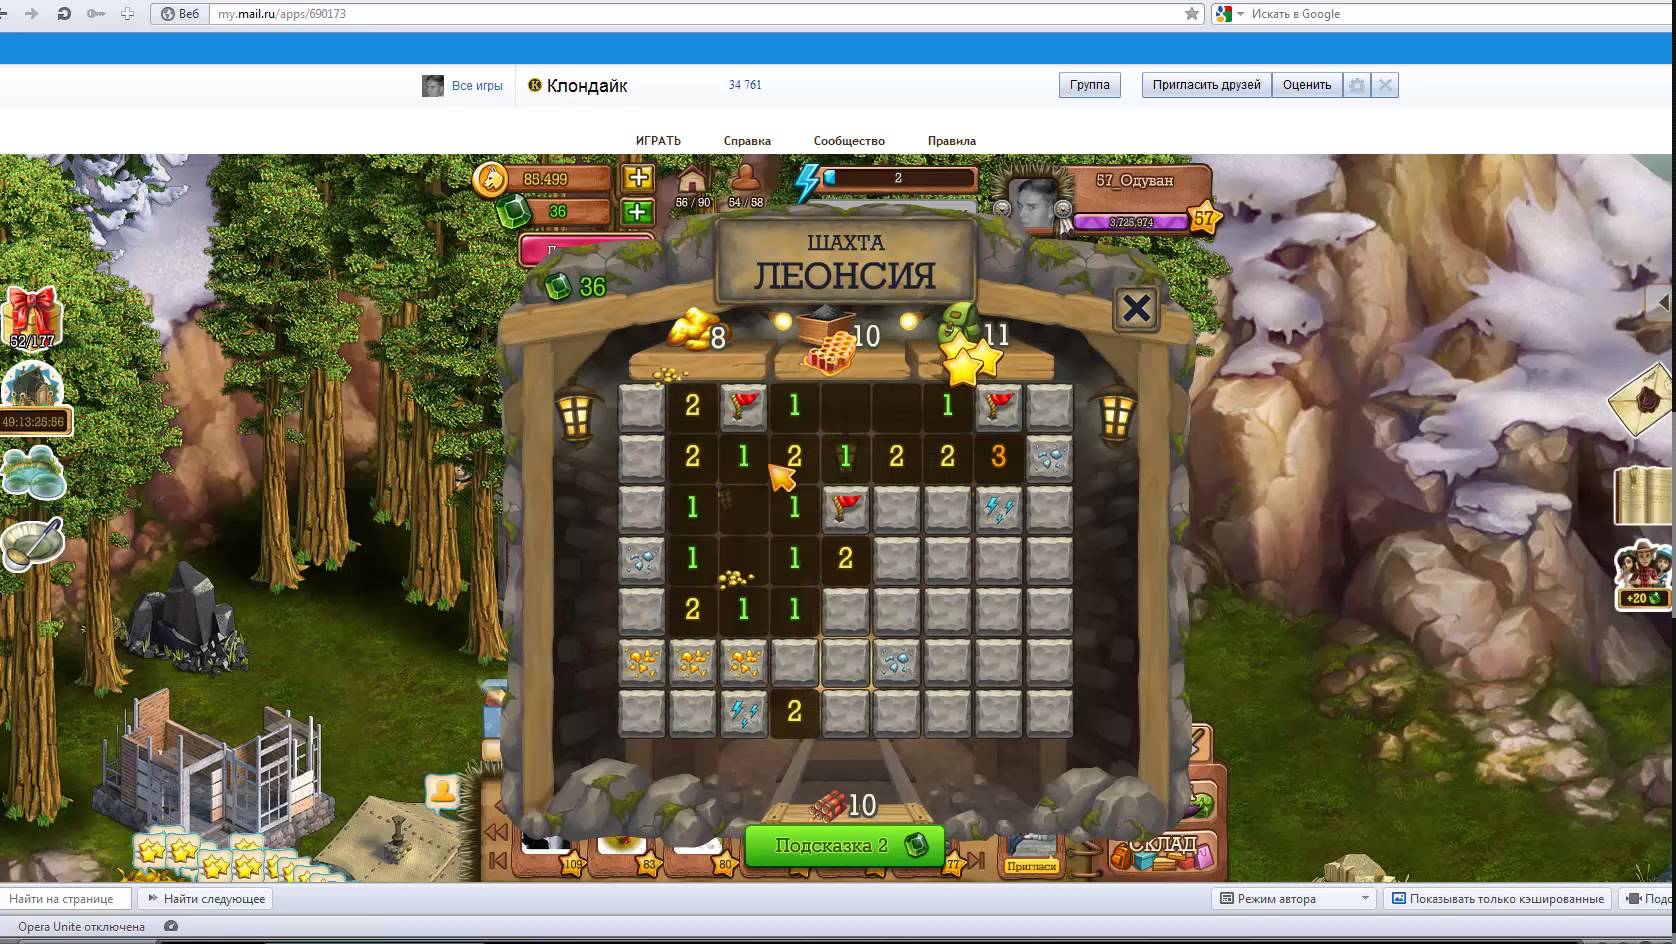 Веб
my.mail.ru/apps/690173
Искать в Google
Все игры
Клондайк
34 761
Группа
Пригласить друзей
Оценить
ИГРАТЬ
Справка
Сообщество
Правила
85.499
36
56 / 90
54 / 58
2
57_Одуван
3,725,974
57
ШАХТА
ЛЕОНСИЯ
36
8
10
11
52/177
49:13:25:56
2 1 1
2 1 2 1 2 2 3
1 1
1 1 2
2 1 1
2
+20
10
Подсказка 2
109
83
80
77
Пригласи
СКЛАД
Найти на странице
Найти следующее
Режим автора
Показывать только кэшированные
Opera Unite отключена